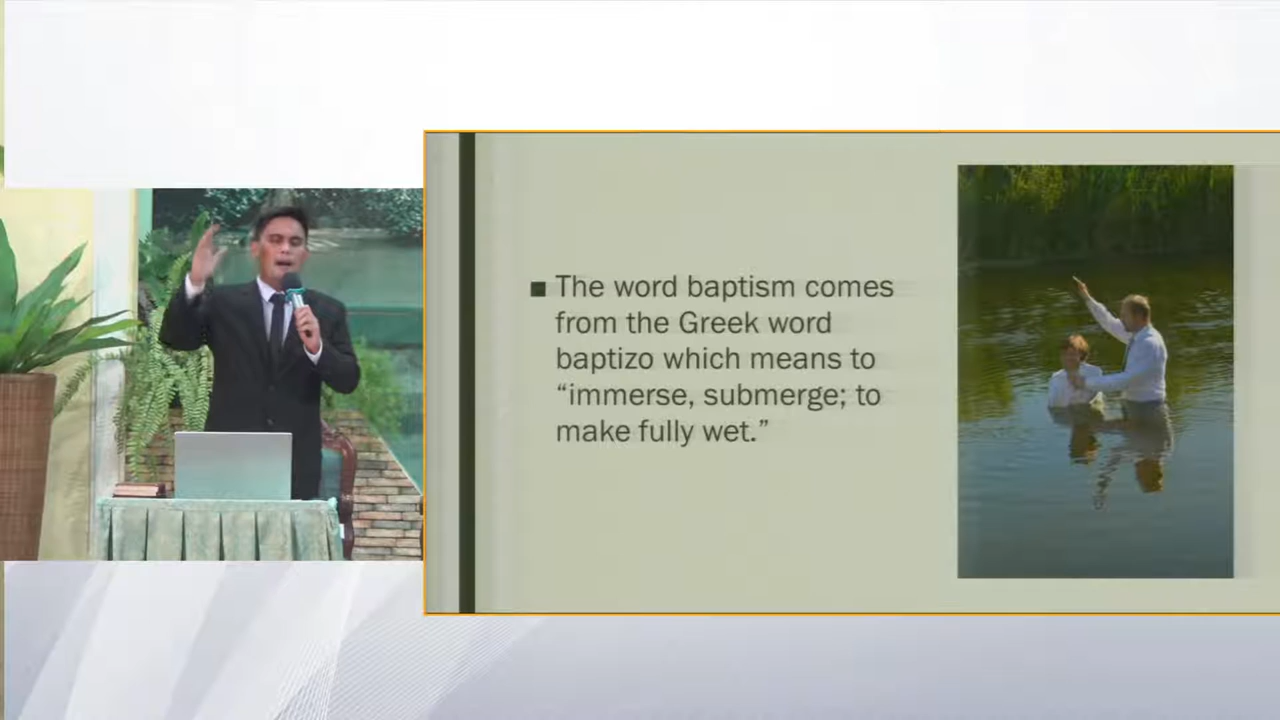 ■ The word baptism comes
from the Greek word
baptizo which means to
“immerse, submerge; to
make fully wet.”